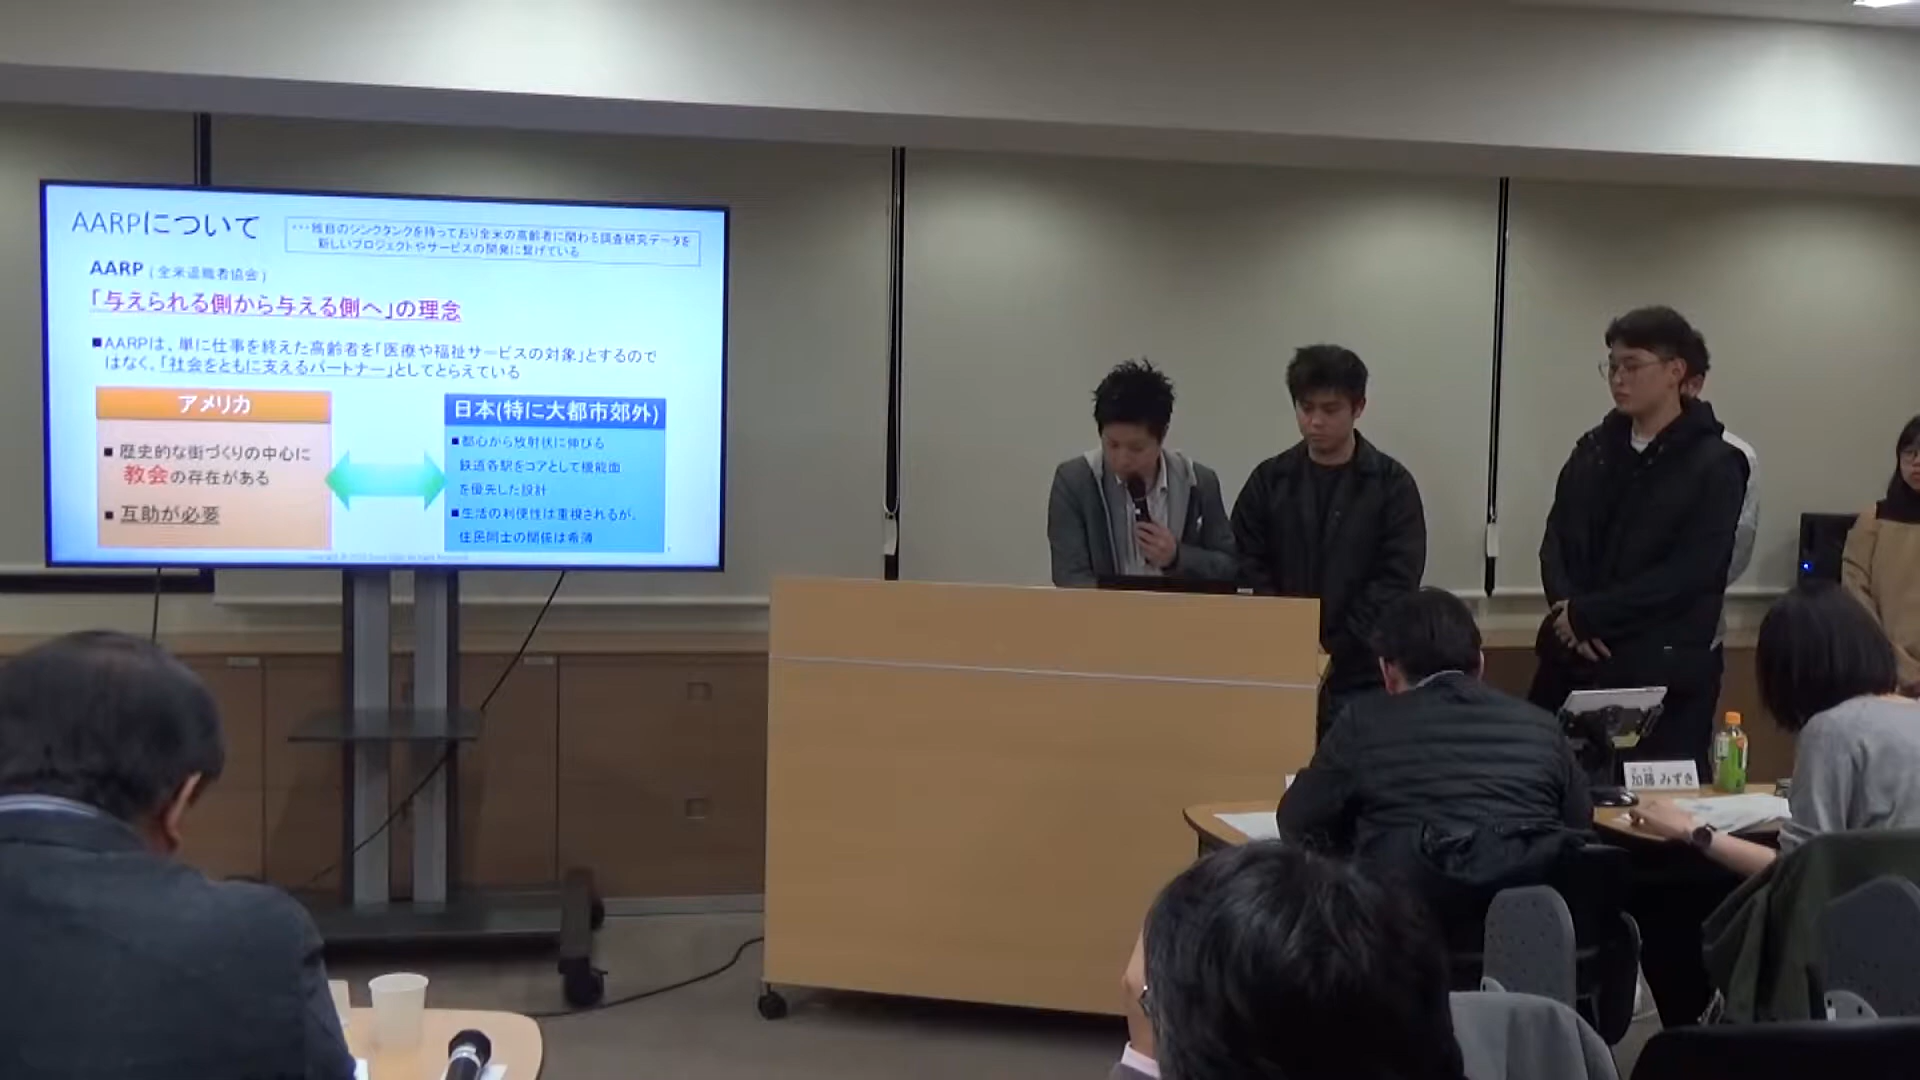 AARPについて
･･･独自のシンクタンクを持っており全米の高齢者に関わる調査研究データを
新しいプロジェクトやサービスの開発に繋げている
AARP (全米退職者協会)
「与えられる側から与える側へ」の理念
■AARPは、単に仕事を終えた高齢者を「医療や福祉サービスの対象」とするので
はなく、「社会をともに支えるパートナー」としてとらえている
アメリカ
■ 歴史的な街づくりの中心に
教会の存在がある
■ 互助が必要
日本(特に大都市郊外)
■都心から放射状に伸びる
鉄道各駅をコアとして機能面
を優先した設計
■生活の利便性は重視されるが、
住民同士の関係は希薄
加藤 みずき